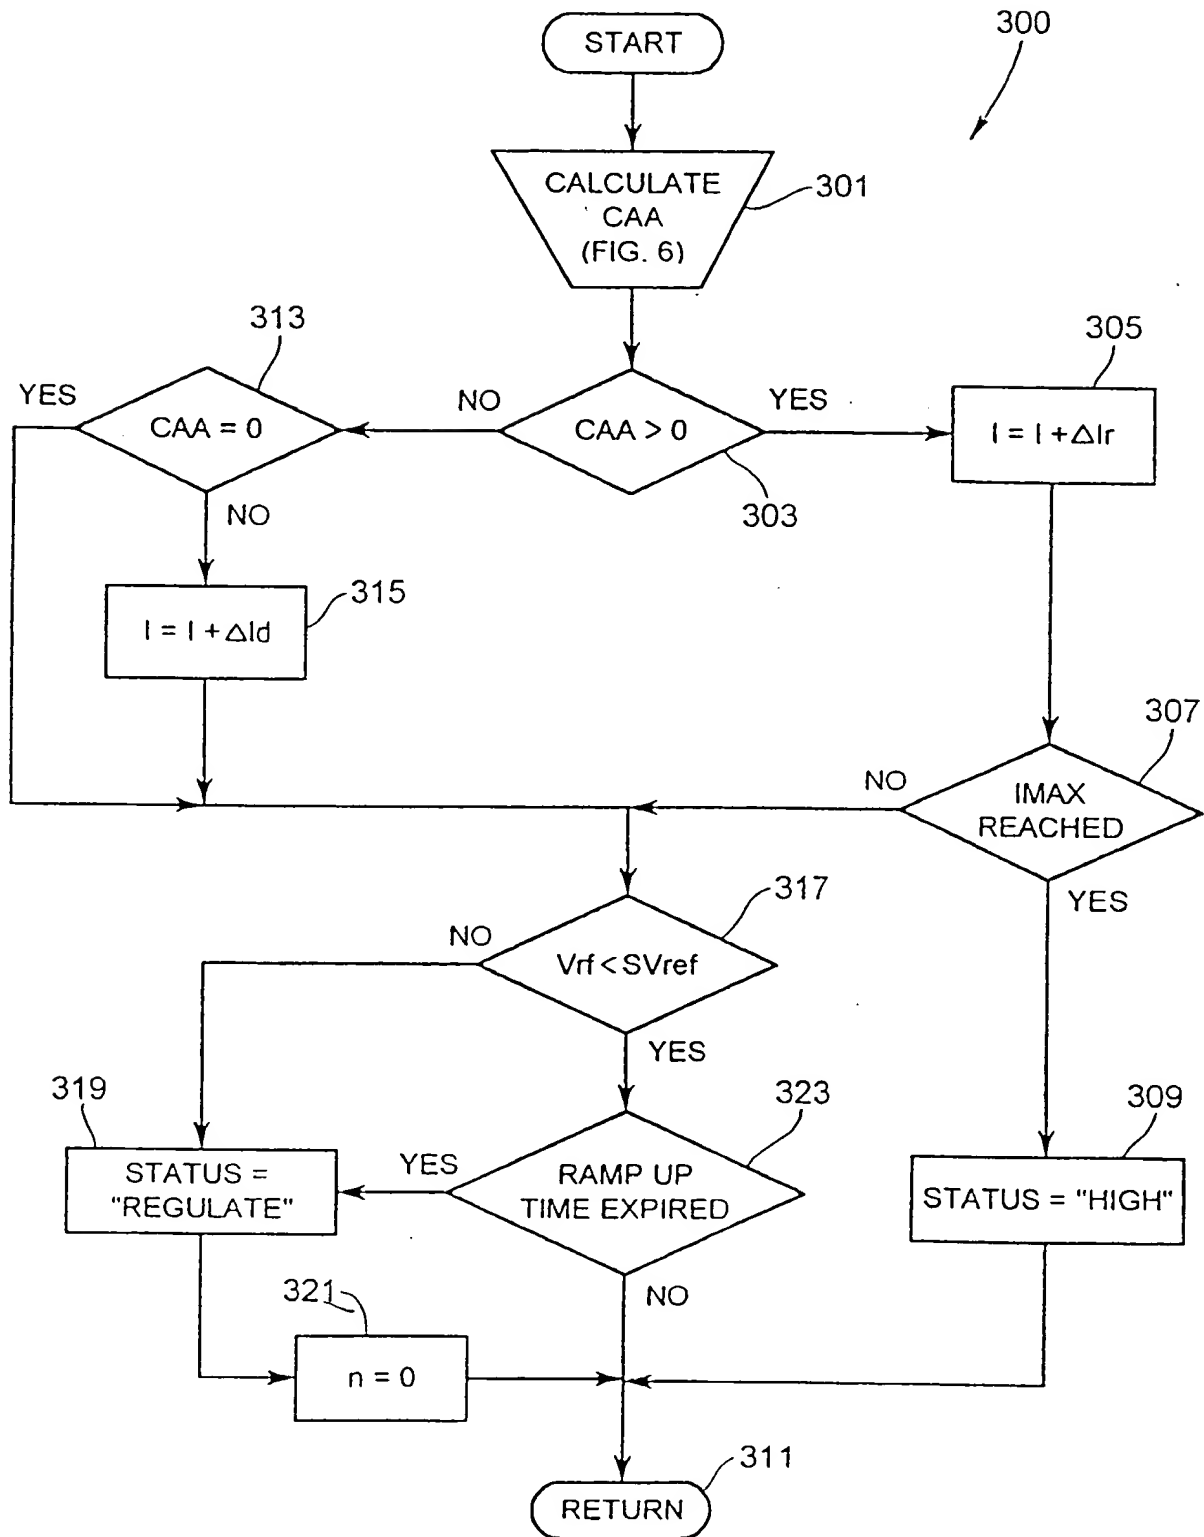 START
300
CALCULATE
CAA
(FIG. 6)
301
313
305
YES
CAA = 0
NO
CAA > 0
YES
I = I + △Ir
303
NO
I = I + △Id
315
307
NO
IMAX
REACHED
YES
317
NO
Vrf < SVref
YES
319
323
309
STATUS =
"REGULATE"
YES
RAMP UP
TIME EXPIRED
STATUS = "HIGH"
321
NO
n = 0
311
RETURN